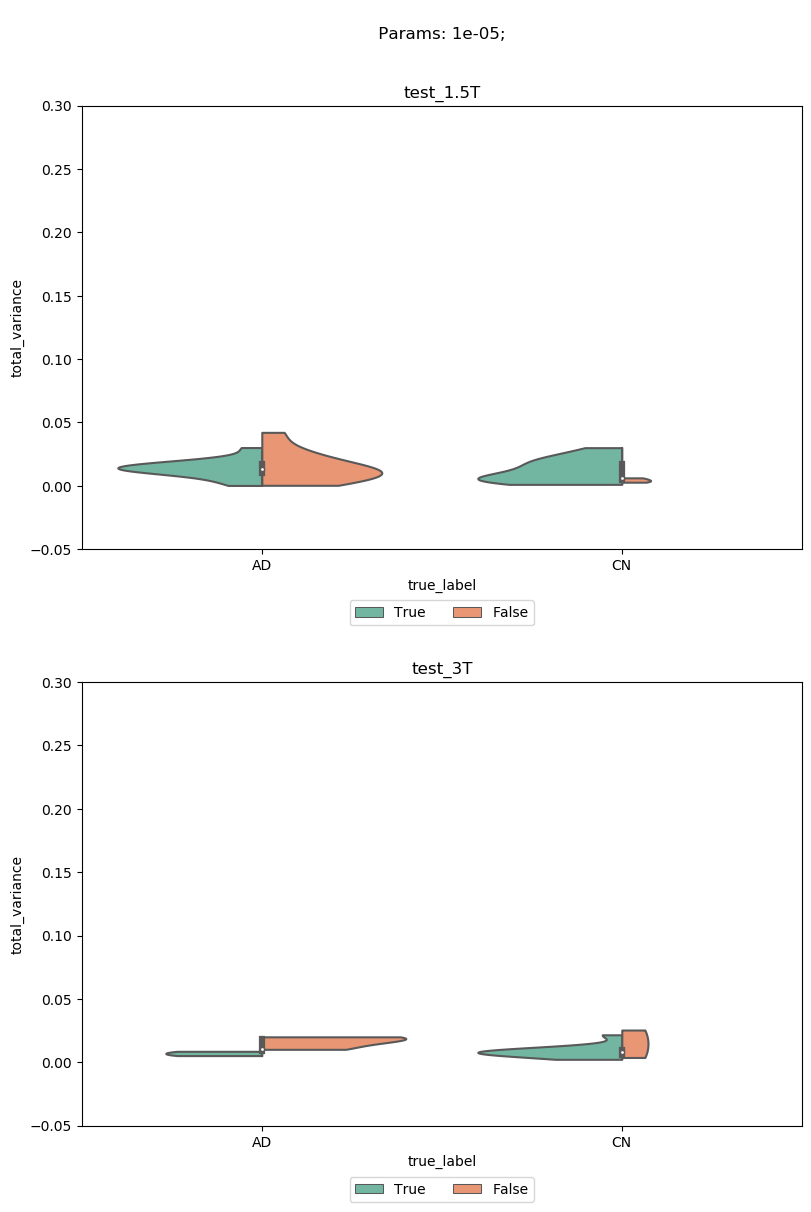 Params: 1e-05;
test_1.5T
0.30
0.25
0.20
0.15
0.10
0.05
0.00
−0.05
total_variance
AD CN
true_label
True False
test_3T
0.30
0.25
0.20
0.15
0.10
0.05
0.00
−0.05
total_variance
AD CN
true_label
True False